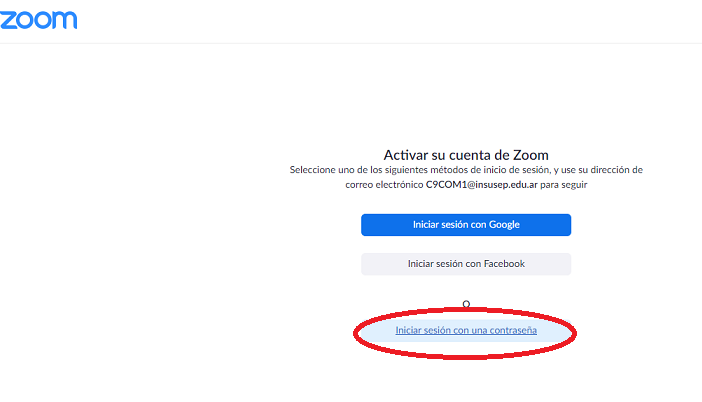 zoom
Activar su cuenta de Zoom
Seleccione uno de los siguientes métodos de inicio de sesión, y use su dirección de
correo electrónico C9COM1@insusep.edu.ar para seguir
Iniciar sesión con Google
Iniciar sesión con Facebook
O
Iniciar sesión con una contraseña